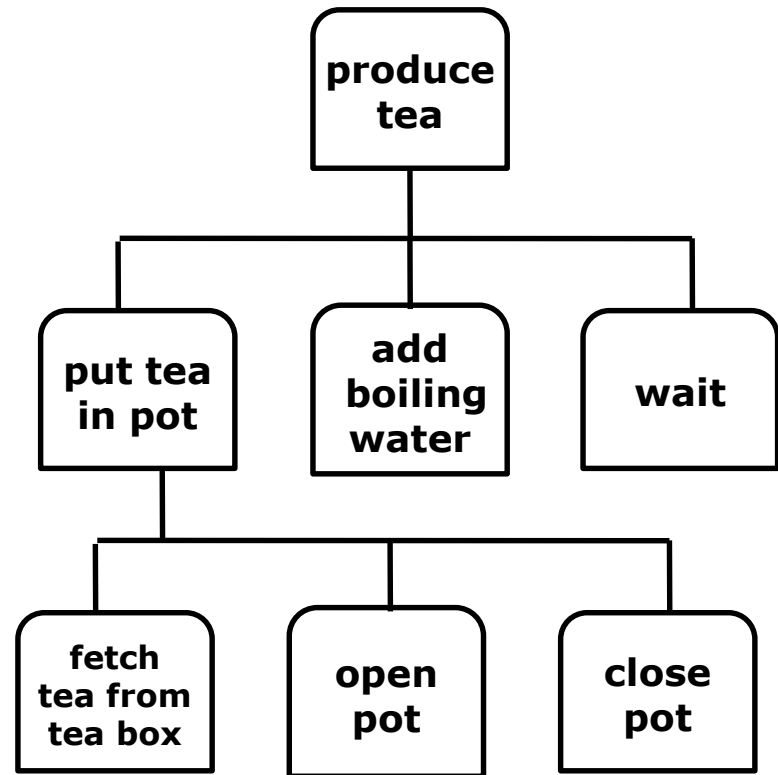 produce
tea
put tea
in pot
add
boiling
water
wait
fetch
tea from
tea box
open
pot
close
pot